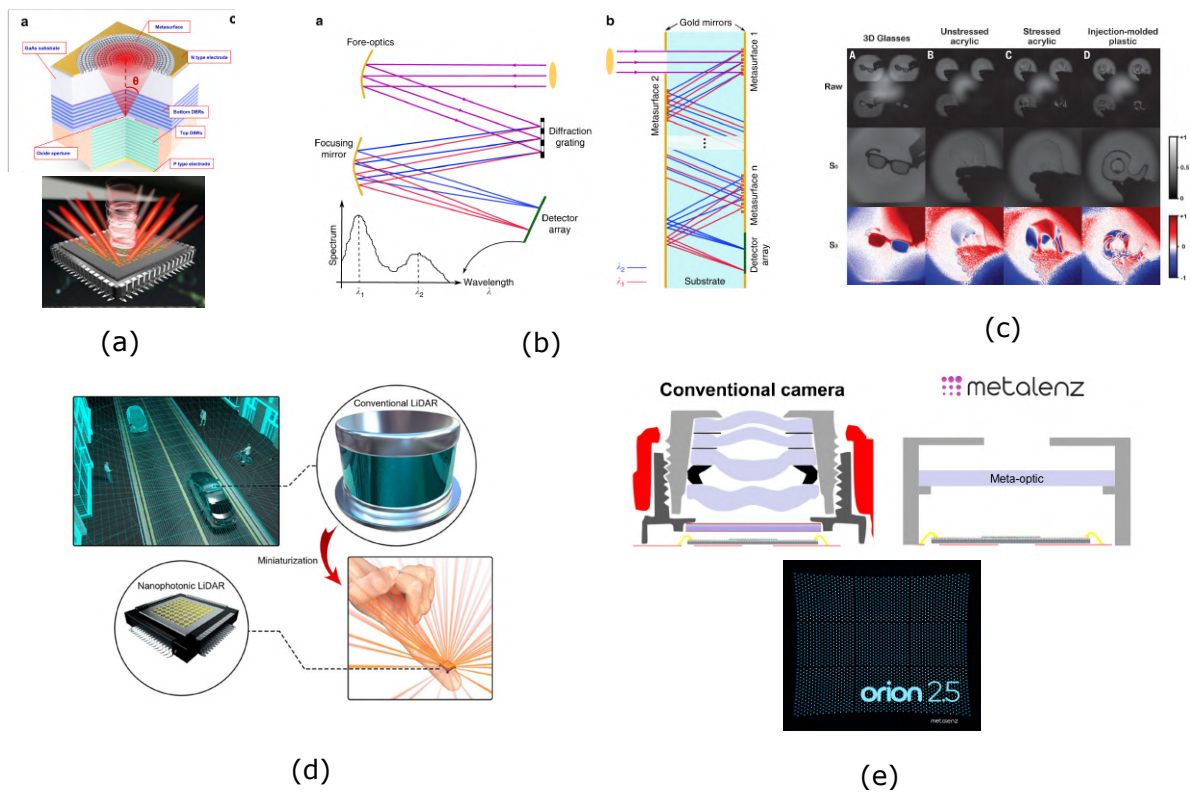 a
c
Metasurface
GaAs substrate
N type electrode
θ
Bottom DBRs
Top DBRs
Oxide aperture
P type electrode
(a)
a
Fore-optics
Diffraction
grating
Focusing
mirror
Detector
array
Spectrum
λ1
λ2
Wavelength
λ
(b)
b
Gold mirrors
Metasurface 1
Metasurface 2
Metasurface n
Detector
array
λ2
λ1
Substrate
3D Glasses
Unstressed
acrylic
Stressed
acrylic
Injection-molded
plastic
A
B
C
D
Raw
S0
S3
1
0.5
0
+1
0
-1
(c)
Conventional LiDAR
Miniaturization
Nanophotonic LiDAR
(d)
Conventional camera
metalenz
Meta-optic
orion 2.5
metalenz
(e)